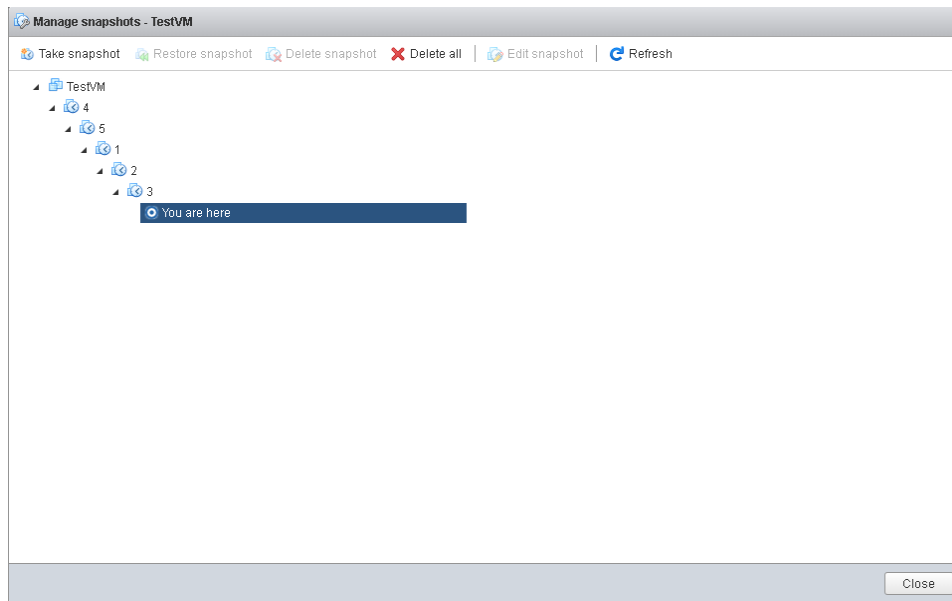 Manage snapshots - TestVM
Take snapshot Restore snapshot Delete snapshot Delete all Edit snapshot Refresh
TestVM
4
5
1
2
3
You are here
Close